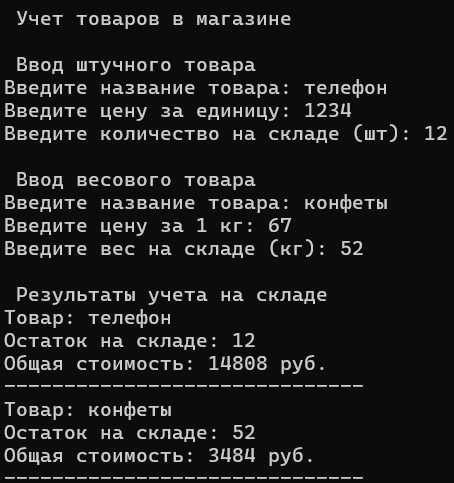 Учет товаров в магазине
Ввод штучного товара
Введите название товара: телефон
Введите цену за единицу: 1234
Введите количество на складе (шт): 12
Ввод весового товара
Введите название товара: конфеты
Введите цену за 1 кг: 67
Введите вес на складе (кг): 52
Результаты учета на складе
Товар: телефон
Остаток на складе: 12
Общая стоимость: 14808 руб.
------------------------------
Товар: конфеты
Остаток на складе: 52
Общая стоимость: 3484 руб.
------------------------------